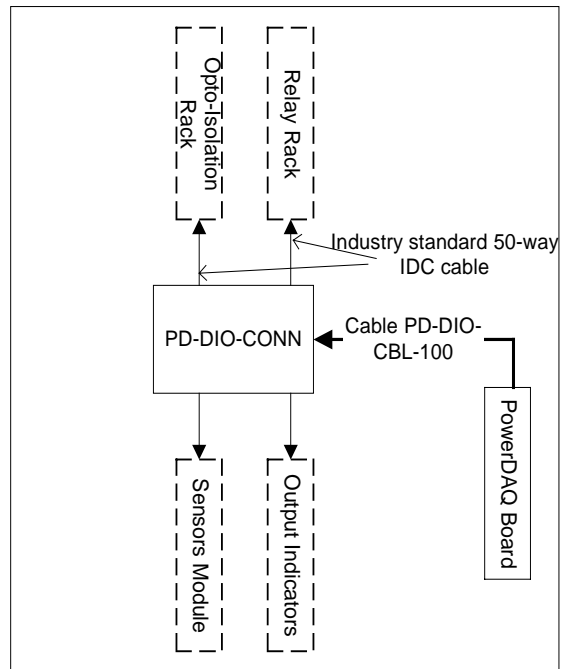 Opto-Isolation
Rack
Relay Rack
Industry standard 50-way
IDC cable
PD-DIO-CONN
Cable PD-DIO-
CBL-100
PowerDAQ Board
Sensors Module
Output Indicators